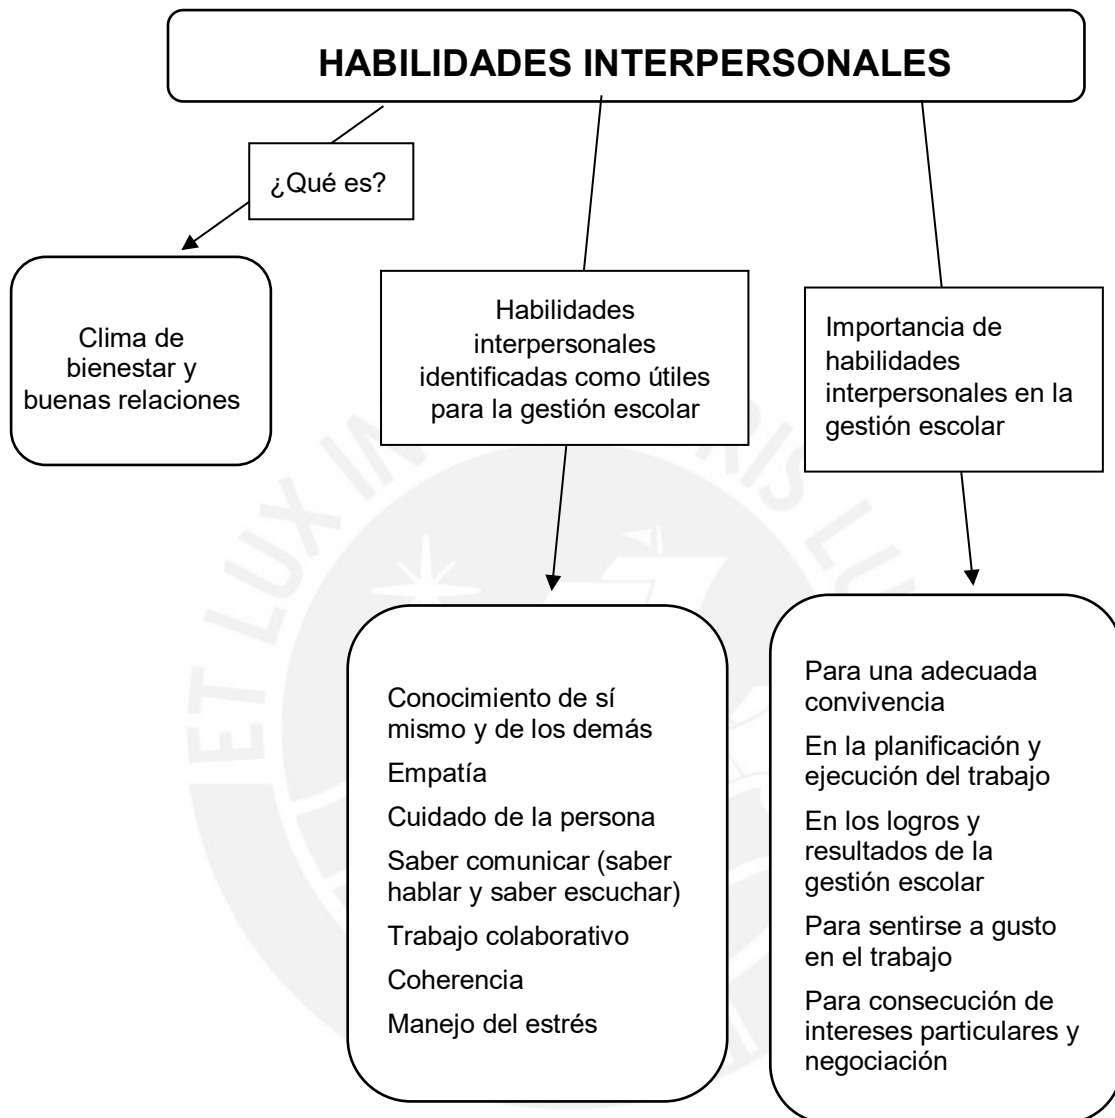 HABILIDADES INTERPERSONALES
¿Qué es?
Clima de
bienestar y
buenas relaciones
Habilidades
interpersonales
identificadas como útiles
para la gestión escolar
Importancia de
habilidades
interpersonales en la
gestión escolar
Conocimiento de sí
mismo y de los demás
Empatía
Cuidado de la persona
Saber comunicar (saber
hablar y saber escuchar)
Trabajo colaborativo
Coherencia
Manejo del estrés
Para una adecuada
convivencia
En la planificación y
ejecución del trabajo
En los logros y
resultados de la
gestión escolar
Para sentirse a gusto
en el trabajo
Para consecución de
intereses particulares y
negociación
ET LUX IN